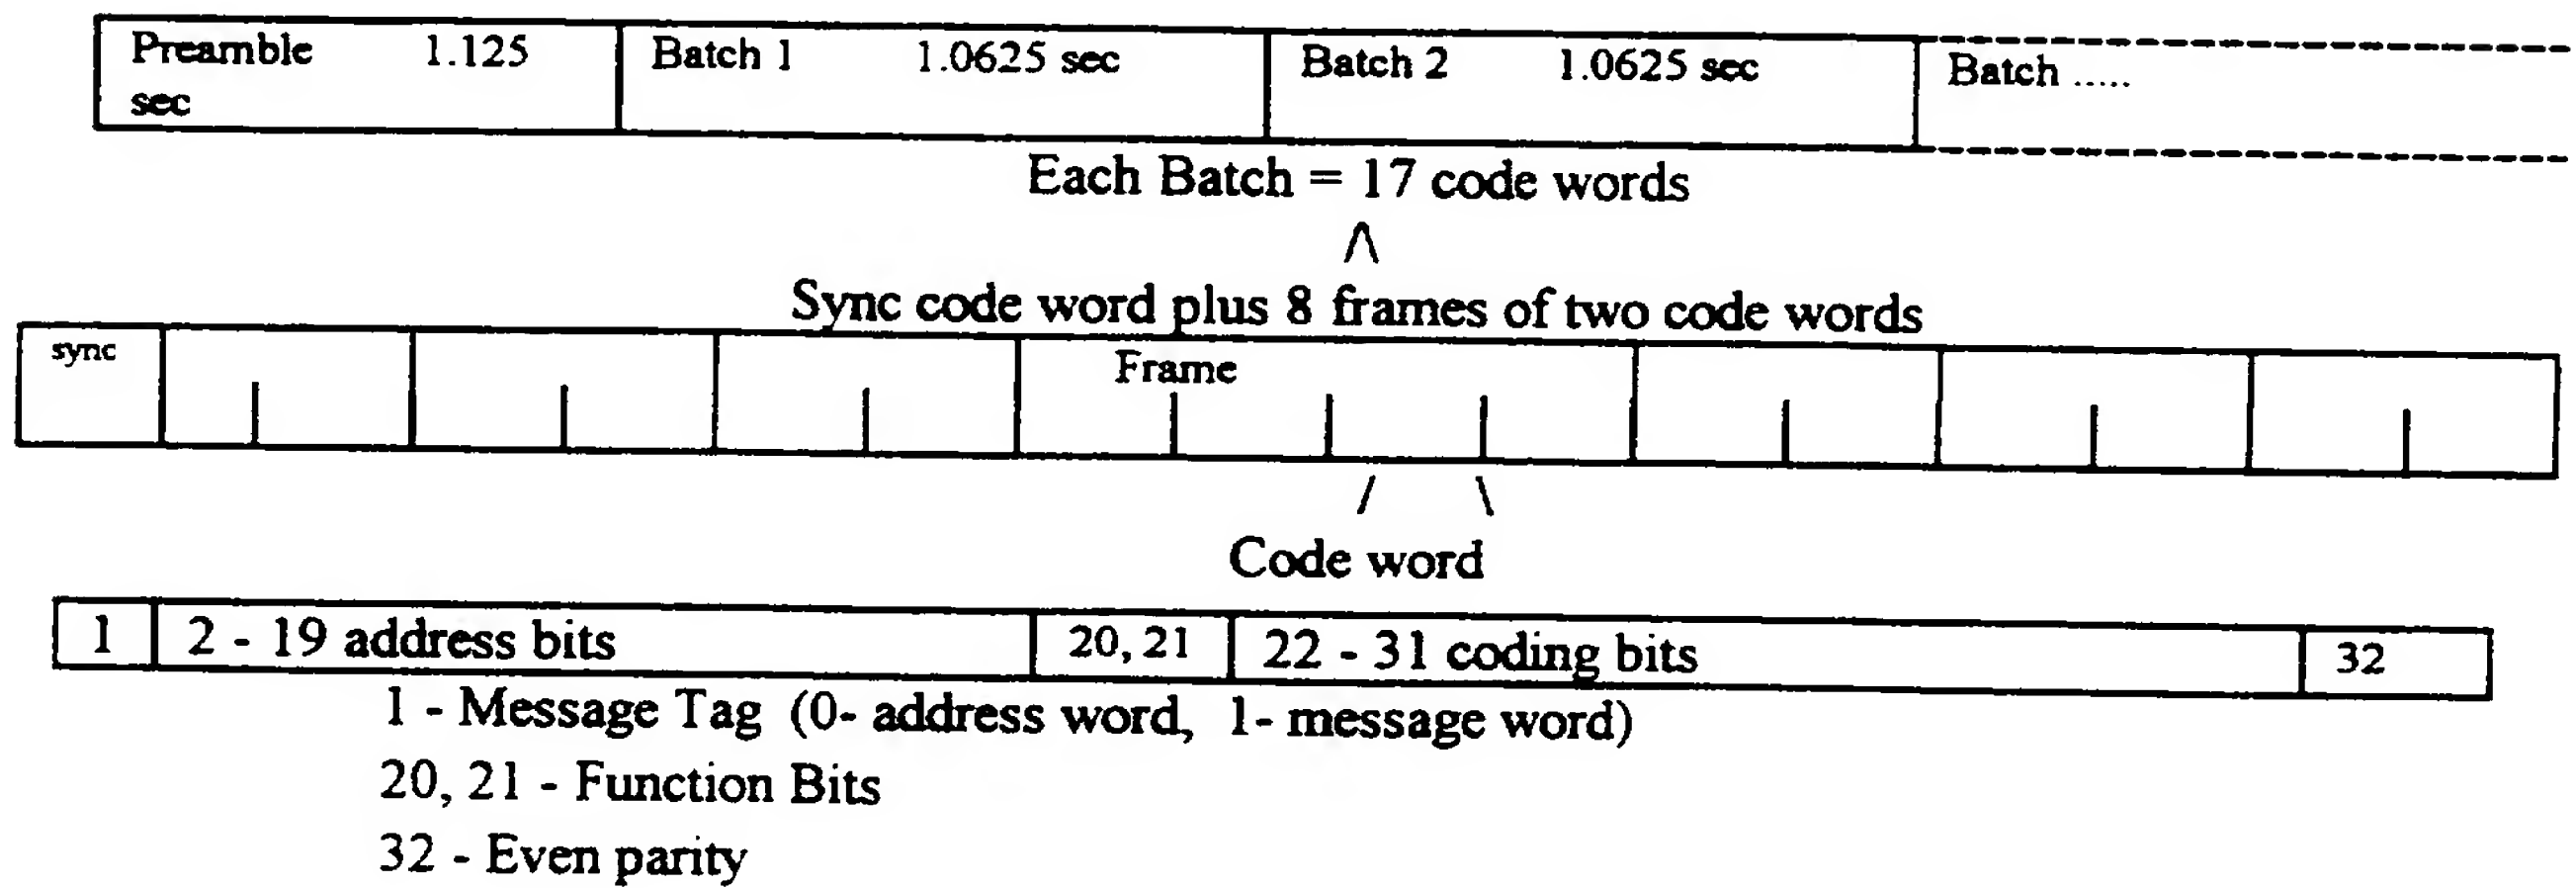 Preamble 1.125 sec
Batch 1 1.0625 sec
Batch 2 1.0625 sec
Batch .....
Each Batch = 17 code words
/\
Sync code word plus 8 frames of two code words
sync
Frame
/ \
Code word
1
2 - 19 address bits
20, 21
22 - 31 coding bits
32
1 - Message Tag (0- address word, 1- message word)
20, 21 - Function Bits
32 - Even parity